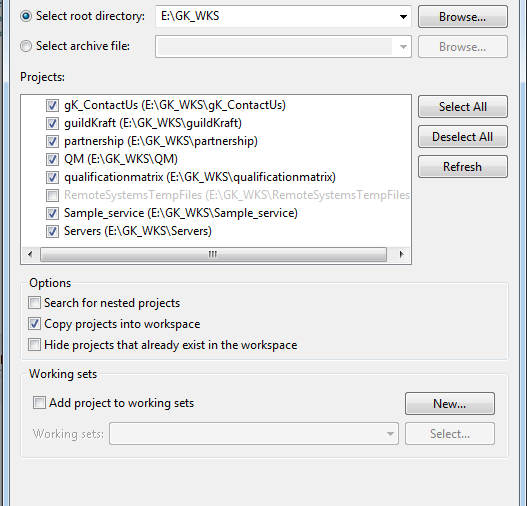 Select root directory: E:\GK_WKS Browse...
Select archive file: Browse...
Projects:
gK_ContactUs (E:\GK_WKS\gK_ContactUs) Select All
guildKraft (E:\GK_WKS\guildKraft)
partnership (E:\GK_WKS\partnership) Deselect All
QM (E:\GK_WKS\QM)
qualificationmatrix (E:\GK_WKS\qualificationmatrix) Refresh
RemoteSystemsTempFiles (E:\GK_WKS\RemoteSystemsTempFiles
Sample_service (E:\GK_WKS\Sample_service)
Servers (E:\GK_WKS\Servers)
Options
Search for nested projects
Copy projects into workspace
Hide projects that already exist in the workspace
Working sets
Add project to working sets New...
Working sets: Select...